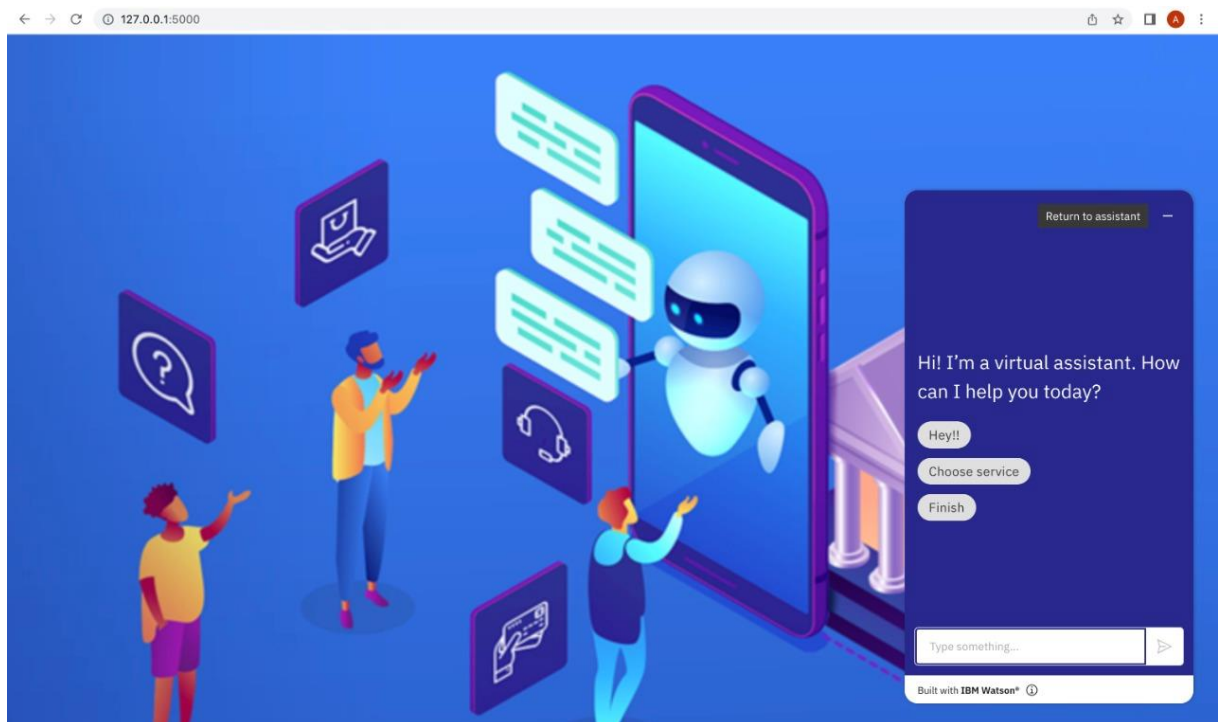 127.0.0.1:5000
A
Return to assistant
Hi! I’m a virtual assistant. How
can I help you today?
Hey!!
Choose service
Finish
Type something...
Built with IBM Watson®